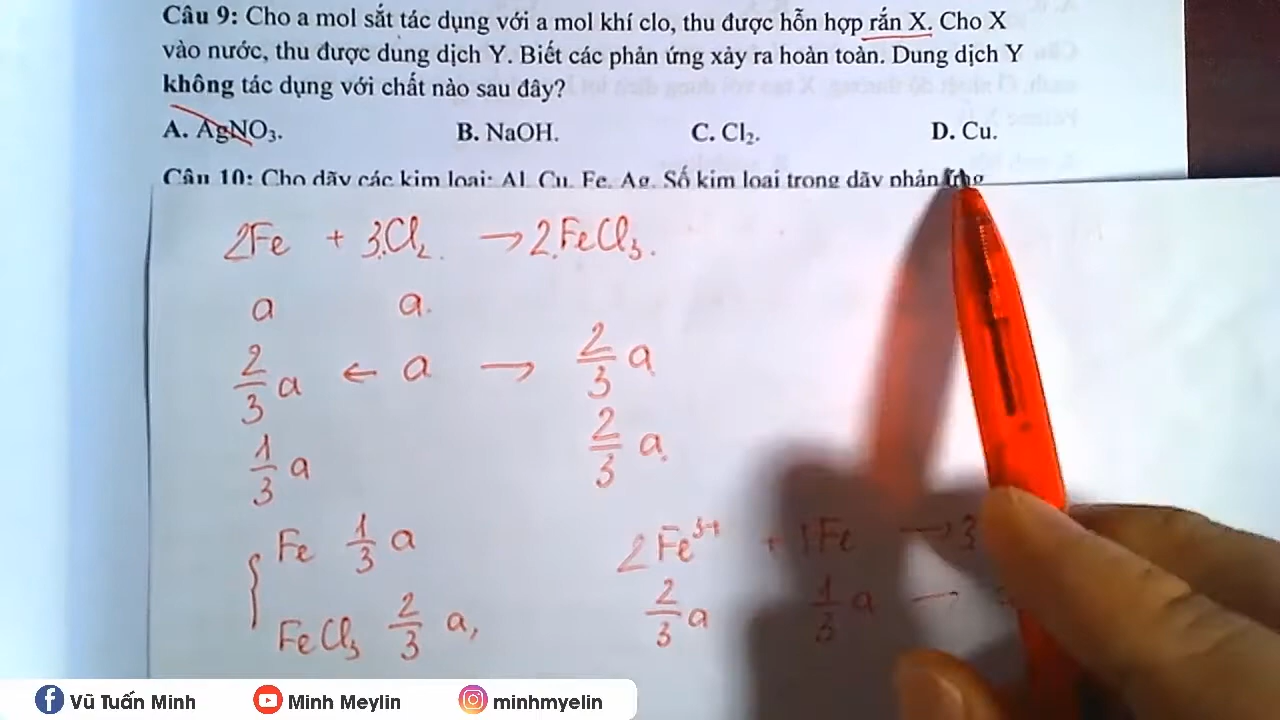 Câu 9: Cho a mol sắt tác dụng với a mol khí clo, thu được hỗn hợp rắn X. Cho X
vào nước, thu được dung dịch Y. Biết các phản ứng xảy ra hoàn toàn. Dung dịch Y
không tác dụng với chất nào sau đây?
A. AgNO₃. B. NaOH. C. Cl₂. D. Cu.
Câu 10: Cho dãy các kim loại: Al, Cu, Fe, Ag. Số kim loại trong dãy phản ứng
2Fe + 3Cl₂ → 2FeCl₃.
a a
2/3 a ← a → 2/3 a
1/3 a 2/3 a
Fe 1/3 a 2Fe³⁺ + 1Fe → 3
FeCl₃ 2/3 a, 2/3 a 1/3 a →
Vũ Tuấn Minh Minh Meylin minhmyelin